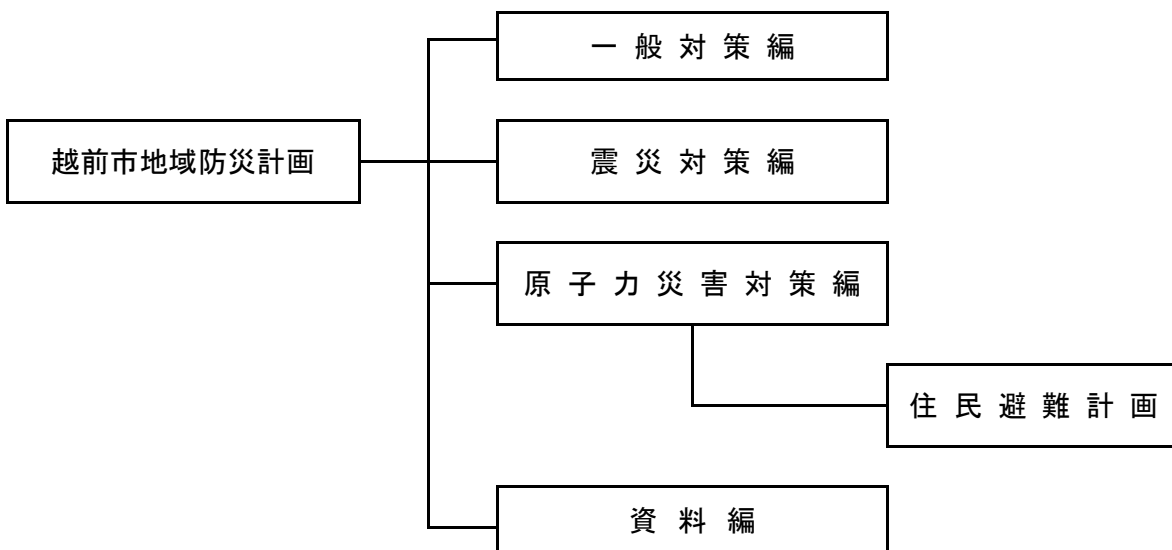 一般対策編
越前市地域防災計画
震災対策編
原子力災害対策編
住民避難計画
資料編